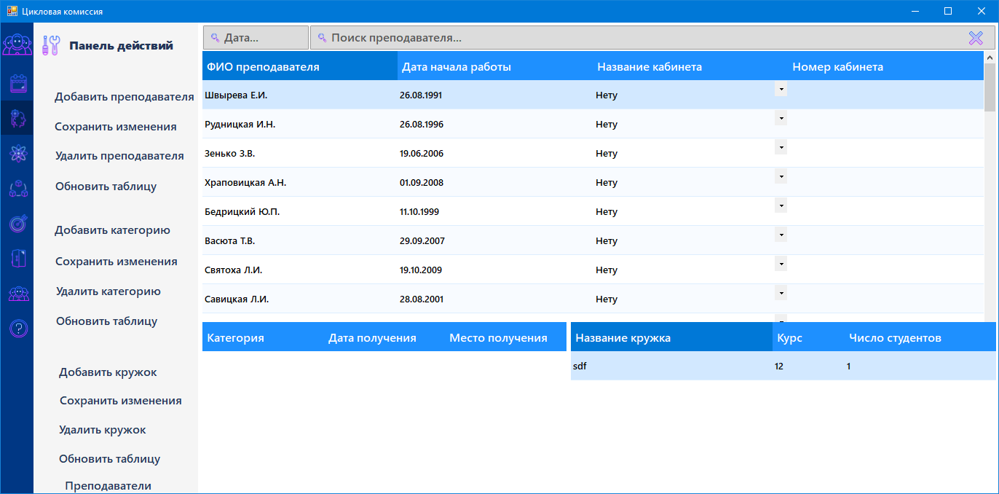 Цикловая комиссия
Панель действий
Добавить преподавателя
Сохранить изменения
Удалить преподавателя
Обновить таблицу
Добавить категорию
Сохранить изменения
Удалить категорию
Обновить таблицу
Добавить кружок
Сохранить изменения
Удалить кружок
Обновить таблицу
Преподаватели
Дата... Поиск преподавателя...
ФИО преподавателя Дата начала работы Название кабинета Номер кабинета
Швырева Е.И. 26.08.1991 Нету
Рудницкая И.Н. 26.08.1996 Нету
Зенько З.В. 19.06.2006 Нету
Храповицкая А.Н. 01.09.2008 Нету
Бедрицкий Ю.П. 11.10.1999 Нету
Васюта Т.В. 29.09.2007 Нету
Святоха Л.И. 19.10.2009 Нету
Савицкая Л.И. 28.08.2001 Нету
Категория Дата получения Место получения
Название кружка Курс Число студентов
sdf 12 1
?